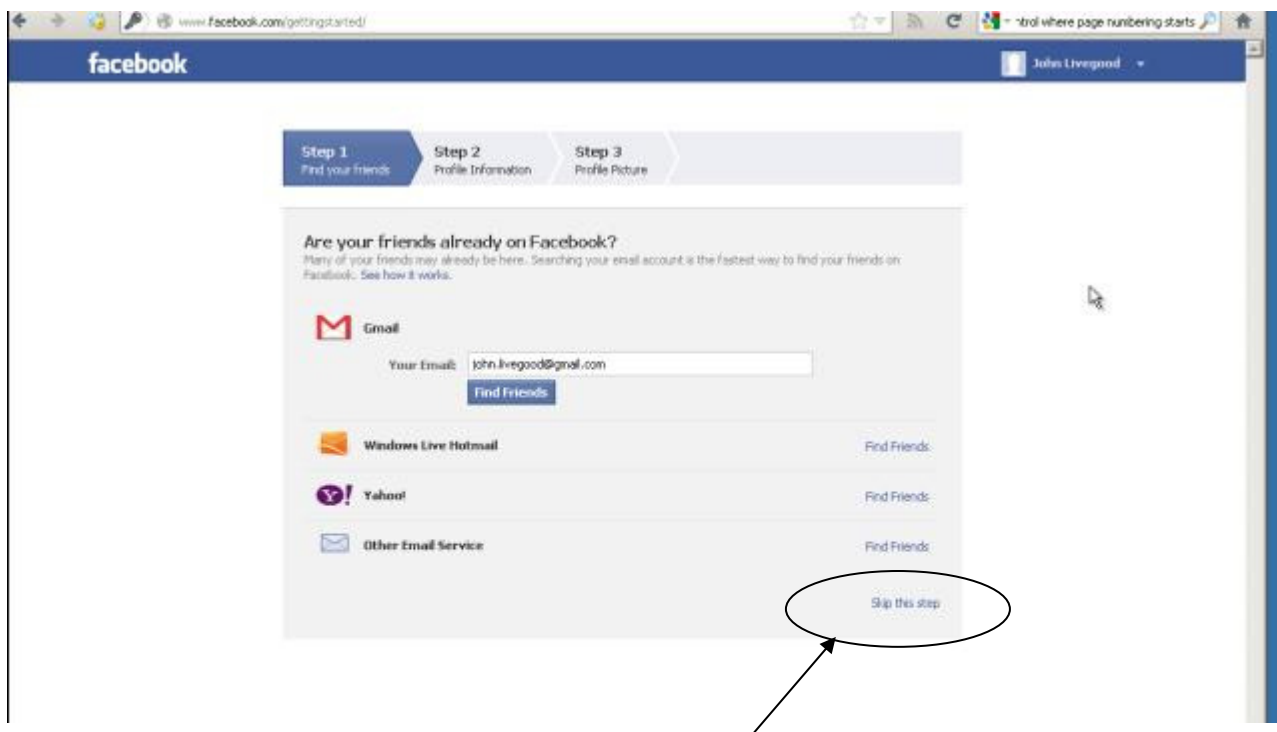 www.facebook.com/gettingstarted/
ntrol where page numbering starts
facebook
John Livegood
Step 1
Find your friends
Step 2
Profile Information
Step 3
Profile Picture
Are your friends already on Facebook?
Many of your friends may already be here. Searching your email account is the fastest way to find your friends on
Facebook. See how it works.
Gmail
Your Email: john.livegood@gmail.com
Find Friends
Windows Live Hotmail
Find Friends
Yahoo!
Find Friends
Other Email Service
Find Friends
Skip this step